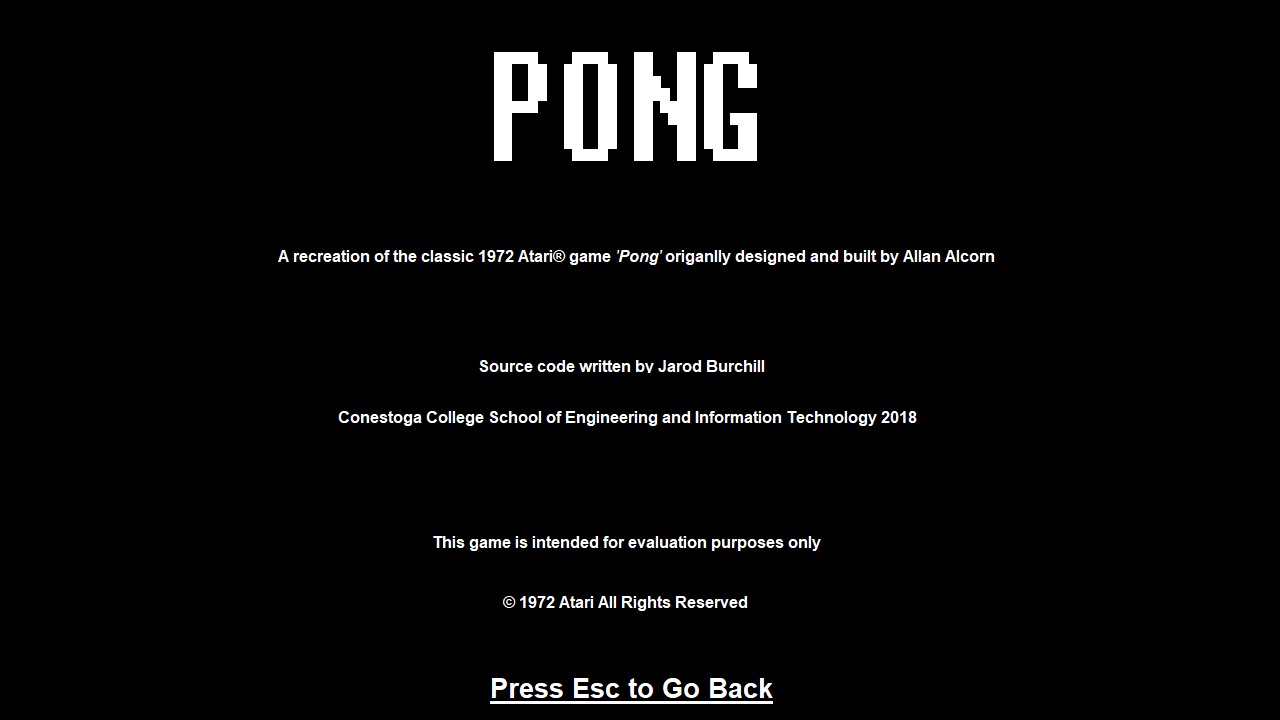 PONG
A recreation of the classic 1972 Atari® game 'Pong' origanlly designed and built by Allan Alcorn
Source code written by Jarod Burchill
Conestoga College School of Engineering and Information Technology 2018
This game is intended for evaluation purposes only
© 1972 Atari All Rights Reserved
Press Esc to Go Back